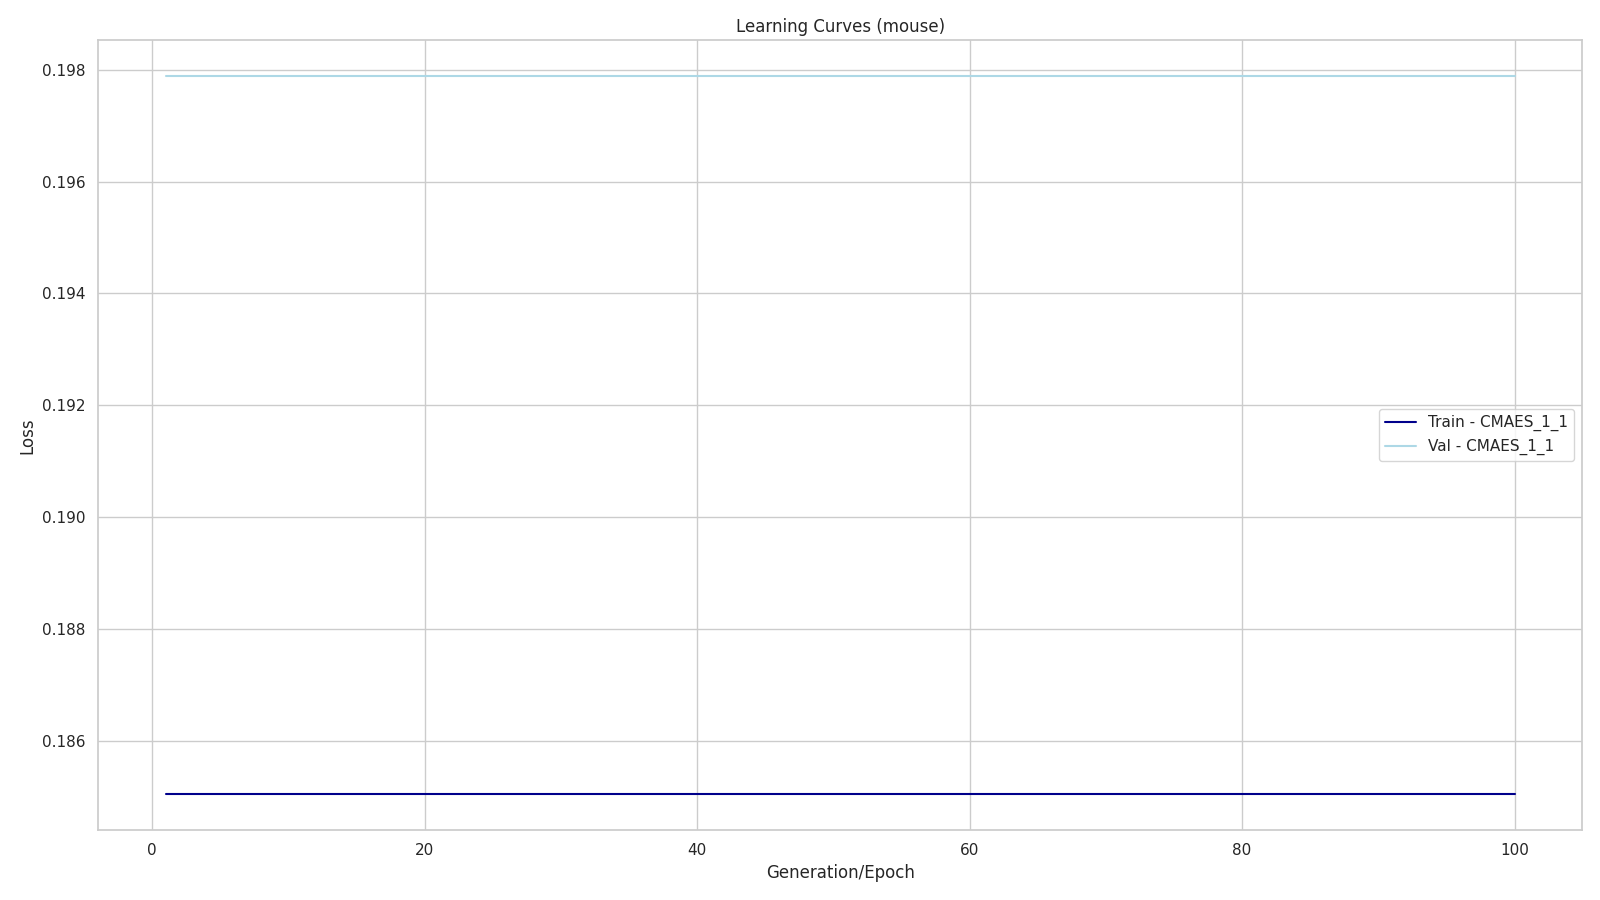 Learning Curves (mouse)
0.198
0.196
0.194
0.192
0.190
0.188
0.186
Loss
Train - CMAES_1_1
Val - CMAES_1_1
0 20 40 60 80 100
Generation/Epoch